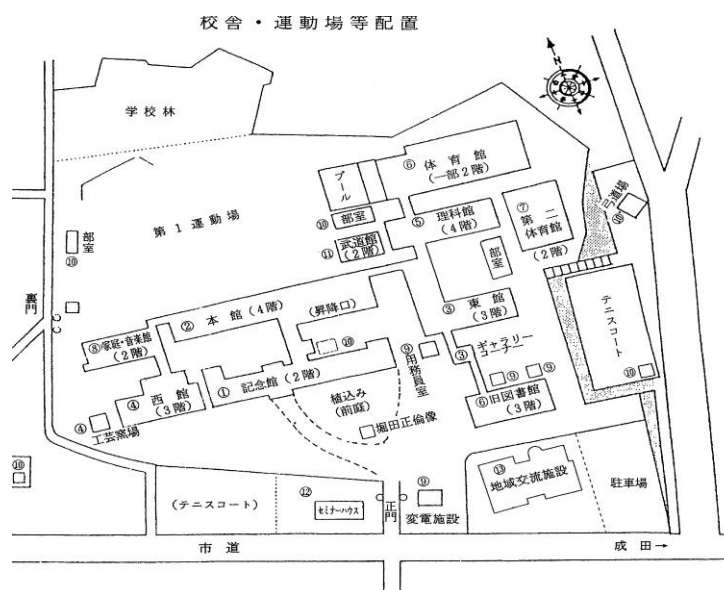 校舎・運動場等配置
N
学校林
第1運動場
プール
⑥ 体育館
(一部2階)
⑩ 部室
⑪ 武道館
(2階)
⑤ 理科館
(4階)
⑦ 第二体育館
(2階)
弓道場
⑩
部室
⑩
部室
裏門
② 本館(4階)
(昇降口)
⑩
③ 東館
(3階)
テニスコート
⑩
⑧家庭・音楽館
(2階)
① 記念館(2階)
⑨用務員室
③ ギャラリーコーナー
⑨
⑨
④ 西館
(3階)
④
工芸窯場
植込み
(前庭)
堀田正倫像
⑥旧図書館
(3階)
⑩
(テニスコート)
⑫
セミナーハウス
正門
⑨
変電施設
⑬
地域交流施設
駐車場
市道
成田→